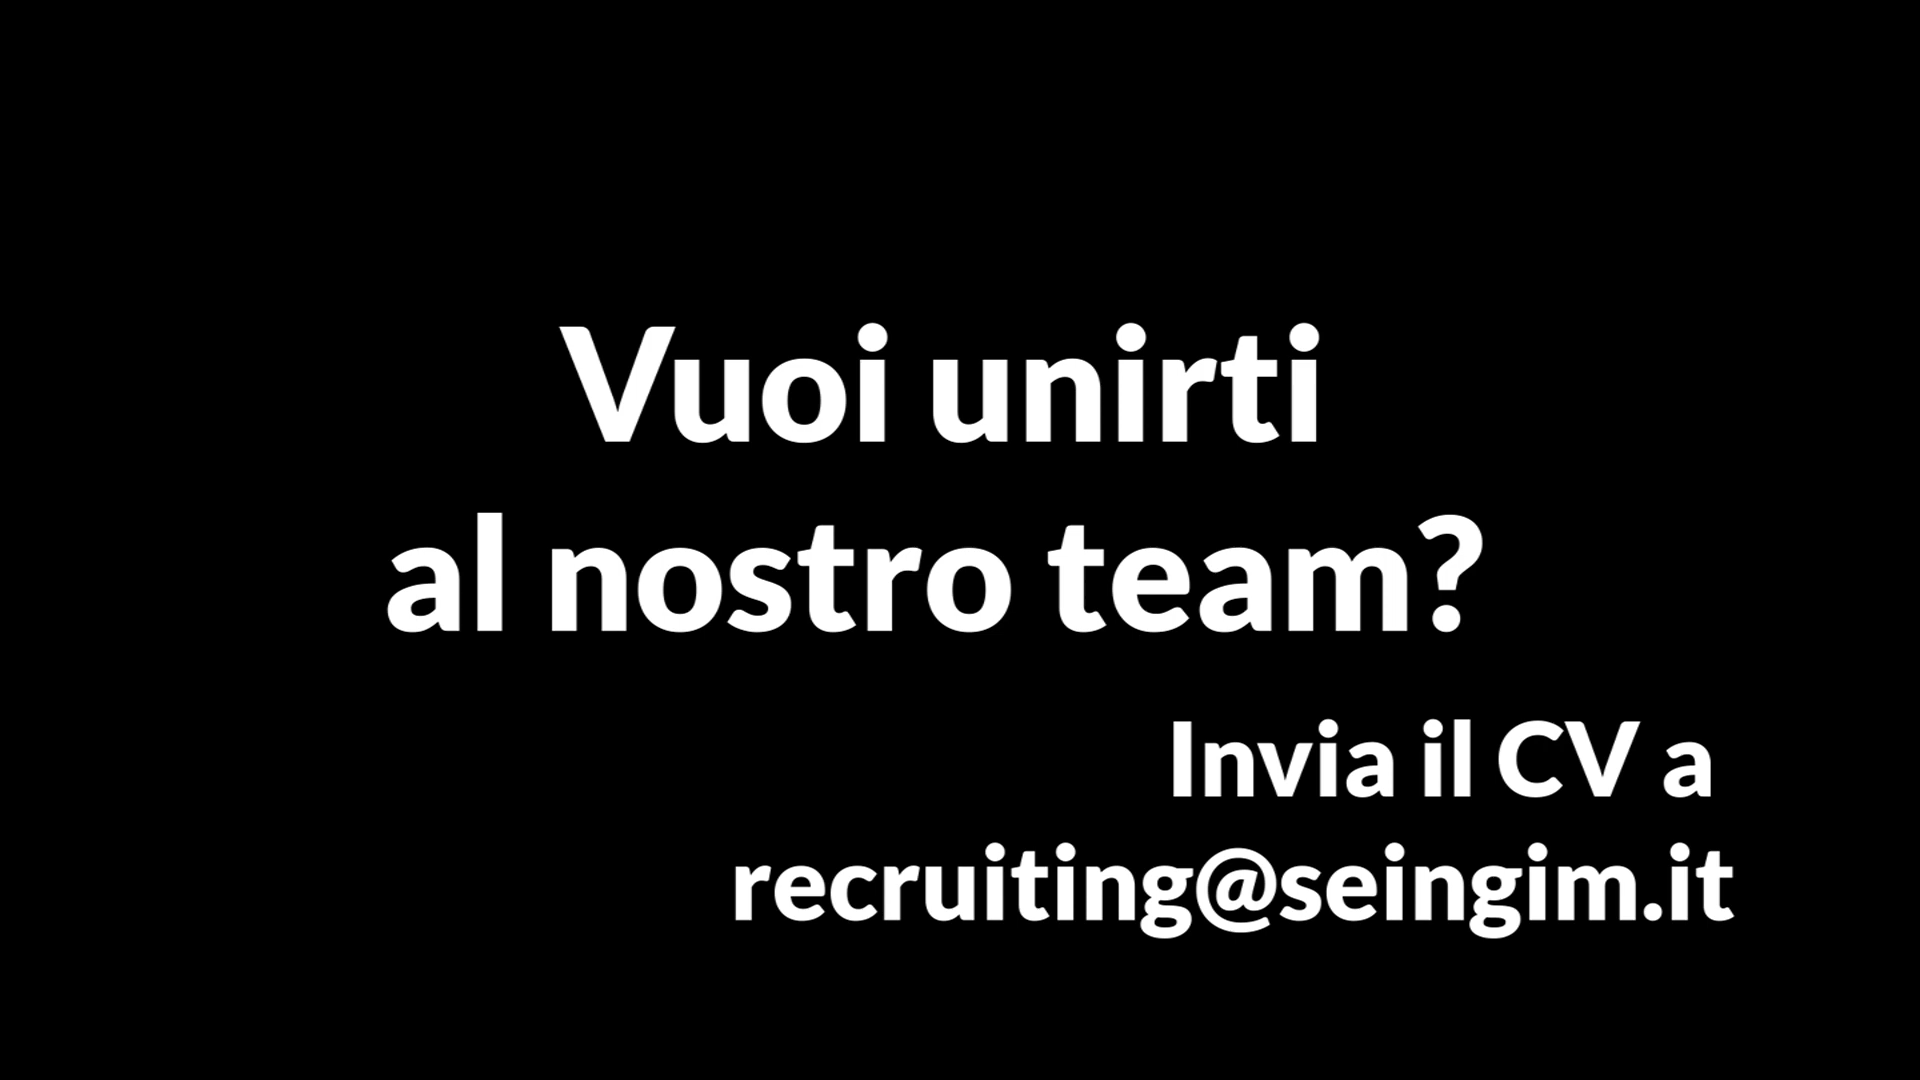 Vuoi unirti
al nostro team?
Invia il CV a
recruiting@seingim.it